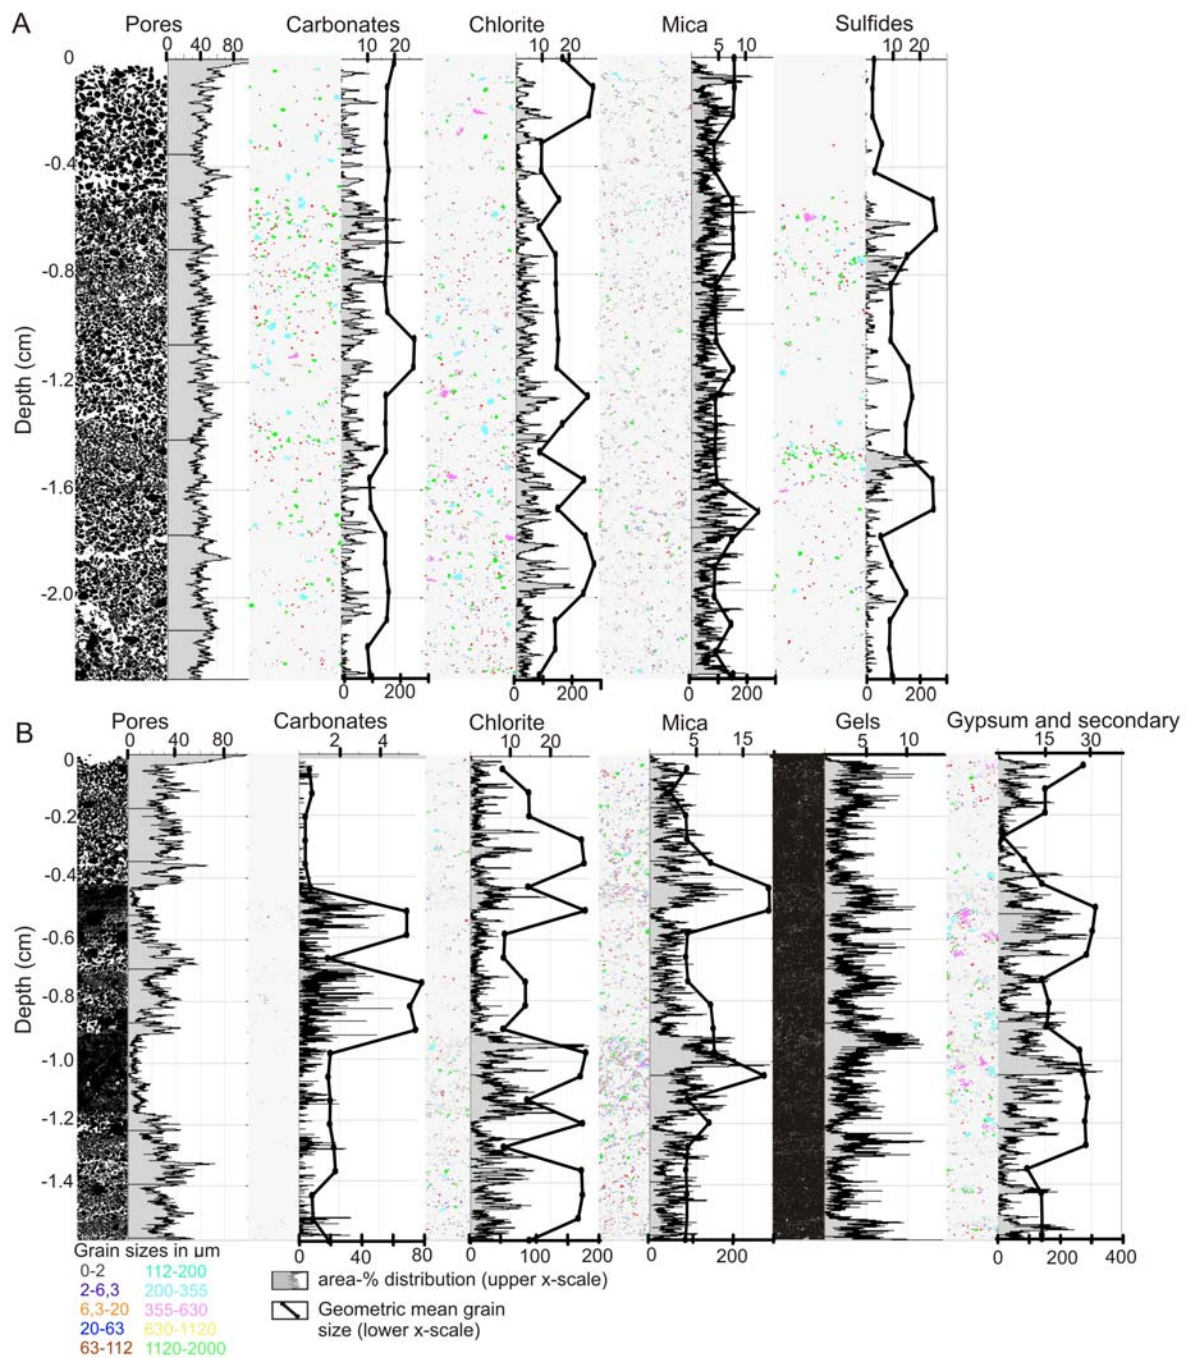 A
Pores Carbonates Chlorite Mica Sulfides
0 40 80 10 20 10 20 5 10 10 20
0
-0.4
-0.8
-1.2
-1.6
-2.0
Depth (cm)
0 200 0 200 0 200 0 200
B
Pores Carbonates Chlorite Mica Gels Gypsum and secondary
0 40 80 2 4 10 20 5 15 5 10 15 30
0
-0.2
-0.4
-0.6
-0.8
-1.0
-1.2
-1.4
Depth (cm)
0 40 80 0 100 200 0 200 0 200 400
Grain sizes in µm
0-2 112-200
2-6,3 200-355
6,3-20 355-630
20-63 630-1120
63-112 1120-2000
area-% distribution (upper x-scale)
Geometric mean grain
size (lower x-scale)